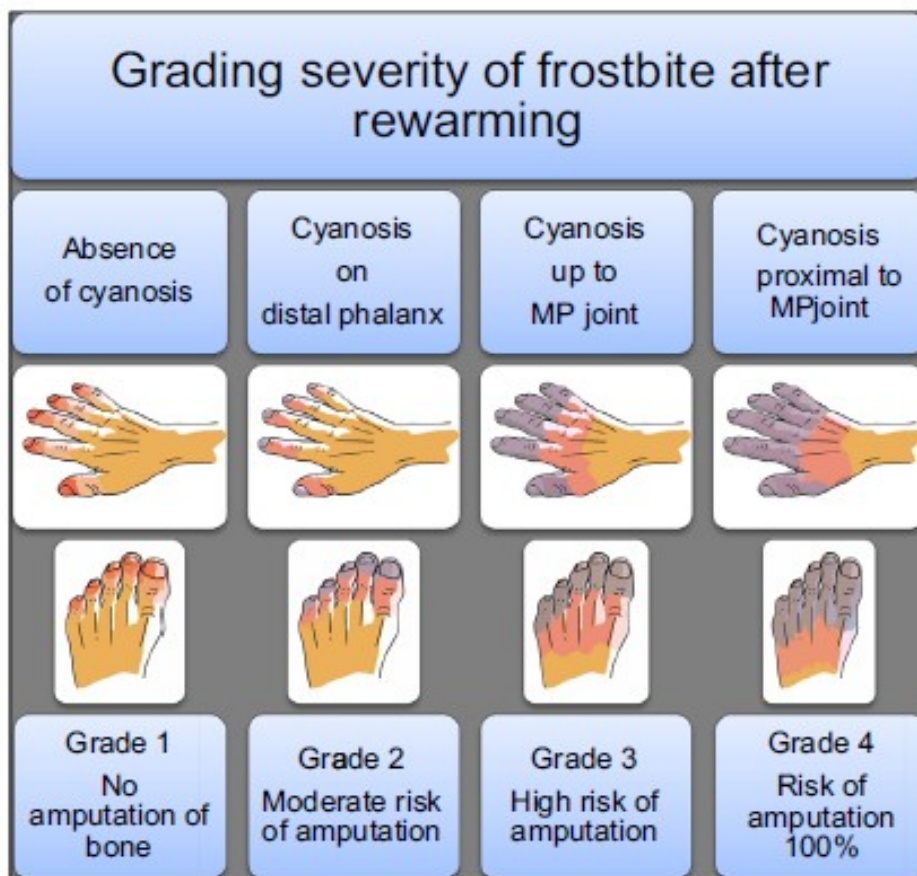 Grading severity of frostbite after
rewarming
Absence
of cyanosis
Cyanosis
on
distal phalanx
Cyanosis
up to
MP joint
Cyanosis
proximal to
MPjoint
Grade 1
No
amputation of
bone
Grade 2
Moderate risk
of amputation
Grade 3
High risk of
amputation
Grade 4
Risk of
amputation
100%